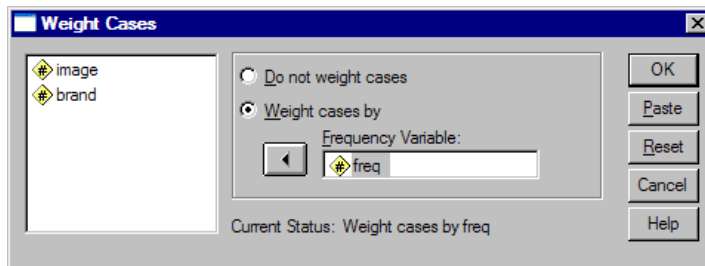 Weight Cases
image
brand
Do not weight cases
Weight cases by
Frequency Variable:
freq
Current Status: Weight cases by freq
OK
Paste
Reset
Cancel
Help